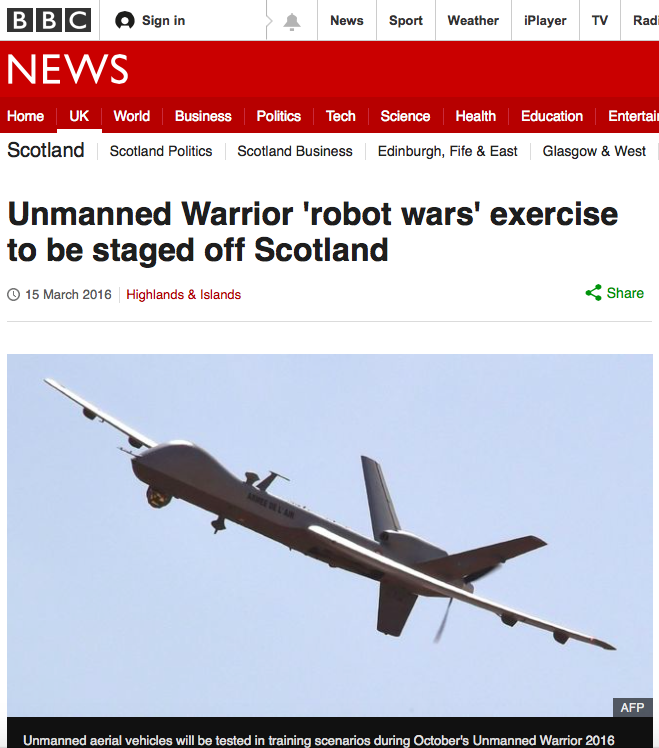 BBC Sign in News Sport Weather iPlayer TV Radi
NEWS
Home UK World Business Politics Tech Science Health Education Entertai
Scotland Scotland Politics Scotland Business Edinburgh, Fife & East Glasgow & West
Unmanned Warrior 'robot wars' exercise
to be staged off Scotland
15 March 2016 Highlands & Islands Share
ARMEE DE L'AIR
AFP
Unmanned aerial vehicles will be tested in training scenarios during October's Unmanned Warrior 2016